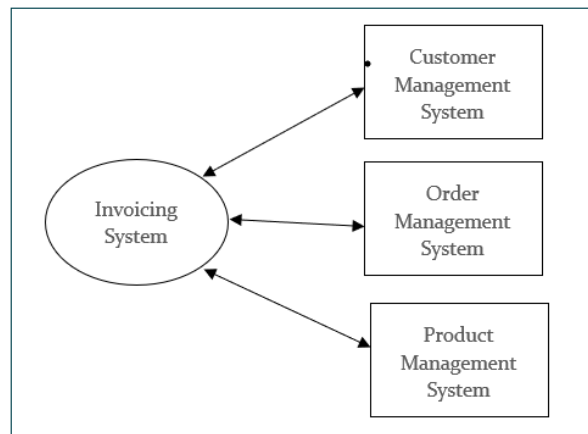 Customer
Management
System
Invoicing
System
Order
Management
System
Product
Management
System